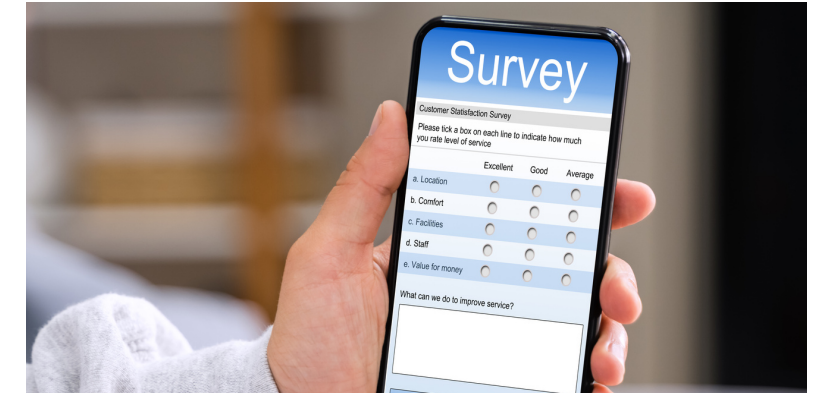 Survey
Customer Statisfaction Survey
Please tick a box on each line to indicate how much
you rate level of service
Excellent Good Average
a. Location
b. Comfort
c. Facilities
d. Staff
e. Value for money
What can we do to improve service?